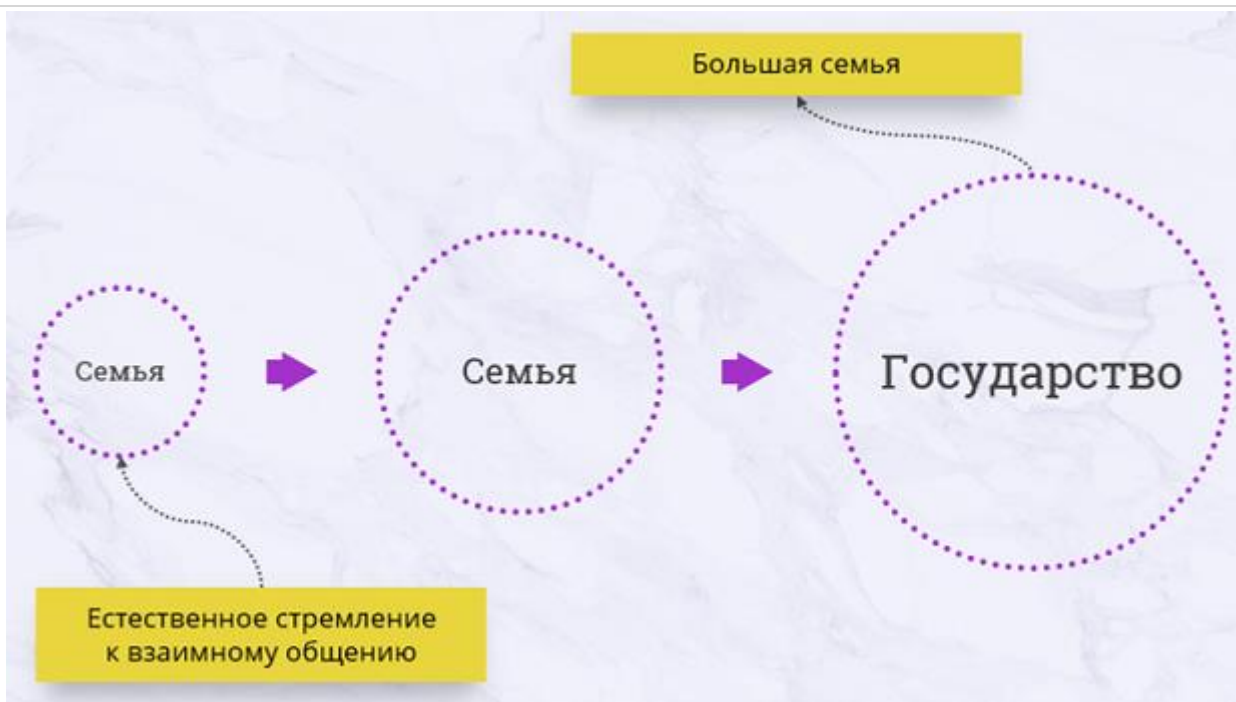 Большая семья
Семья
Семья
Государство
Естественное стремление
к взаимному общению